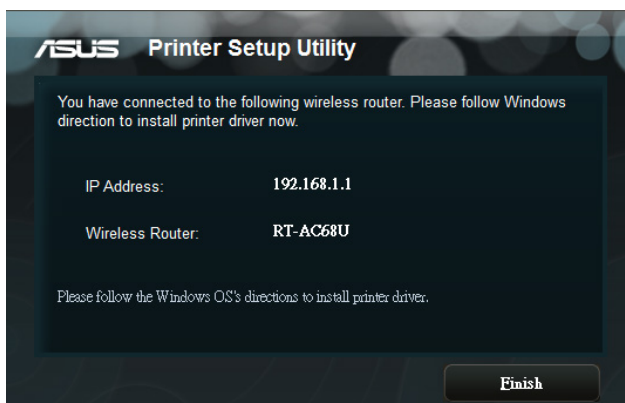 ASUS Printer Setup Utility
You have connected to the following wireless router. Please follow Windows
direction to install printer driver now.
IP Address: 192.168.1.1
Wireless Router: RT-AC68U
Please follow the Windows OS's directions to install printer driver.
Finish